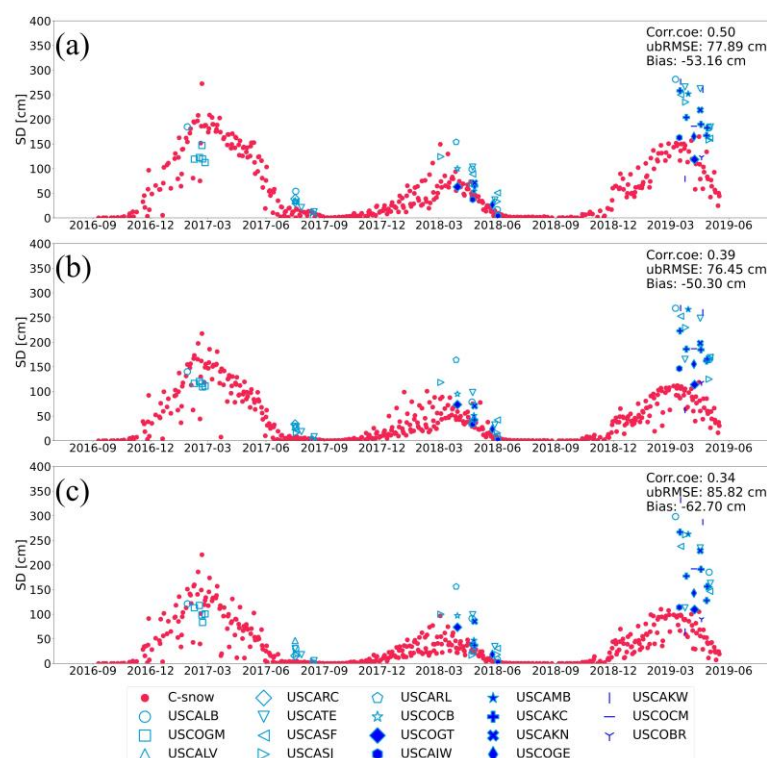 400
(a)
Corr.coe: 0.50
350
ubRMSE: 77.89 cm
300
Bias: -53.16 cm
250
SD [cm]
200
150
100
50
0
2016-09 2016-12 2017-03 2017-06 2017-09 2017-12 2018-03 2018-06 2018-09 2018-12 2019-03 2019-06
400
(b)
Corr.coe: 0.39
350
ubRMSE: 76.45 cm
300
Bias: -50.30 cm
250
SD [cm]
200
150
100
50
0
2016-09 2016-12 2017-03 2017-06 2017-09 2017-12 2018-03 2018-06 2018-09 2018-12 2019-03 2019-06
400
(c)
Corr.coe: 0.34
350
ubRMSE: 85.82 cm
300
Bias: -62.70 cm
250
SD [cm]
200
150
100
50
0
2016-09 2016-12 2017-03 2017-06 2017-09 2017-12 2018-03 2018-06 2018-09 2018-12 2019-03 2019-06
C-snow USCARC USCARL USCAMB USCAKW
USCALB USCATE USCOCB USCAKC USCOCM
USCOGM USCASF USCOGT USCAKN USCOBR
USCALV USCASI USCAIW USCOGE